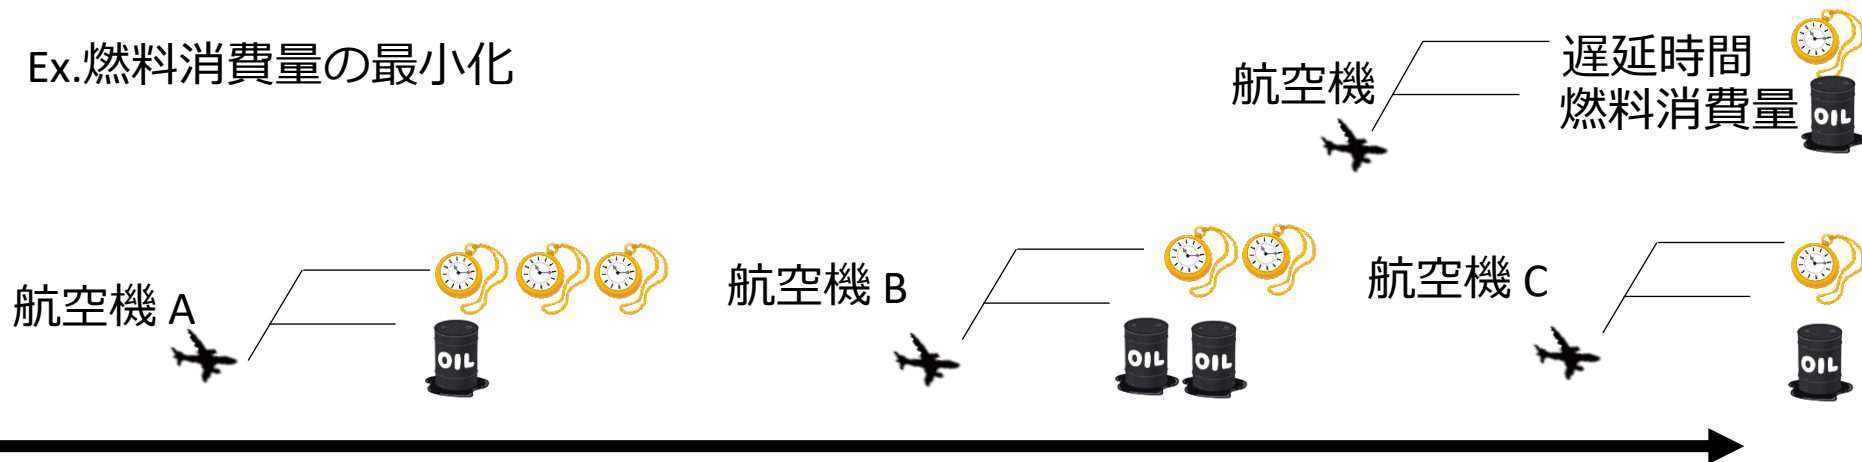 Ex.燃料消費量の最小化
航空機
遅延時間
燃料消費量
OIL
航空機 A
OIL
航空機 B
OIL
OIL
航空機 C
OIL